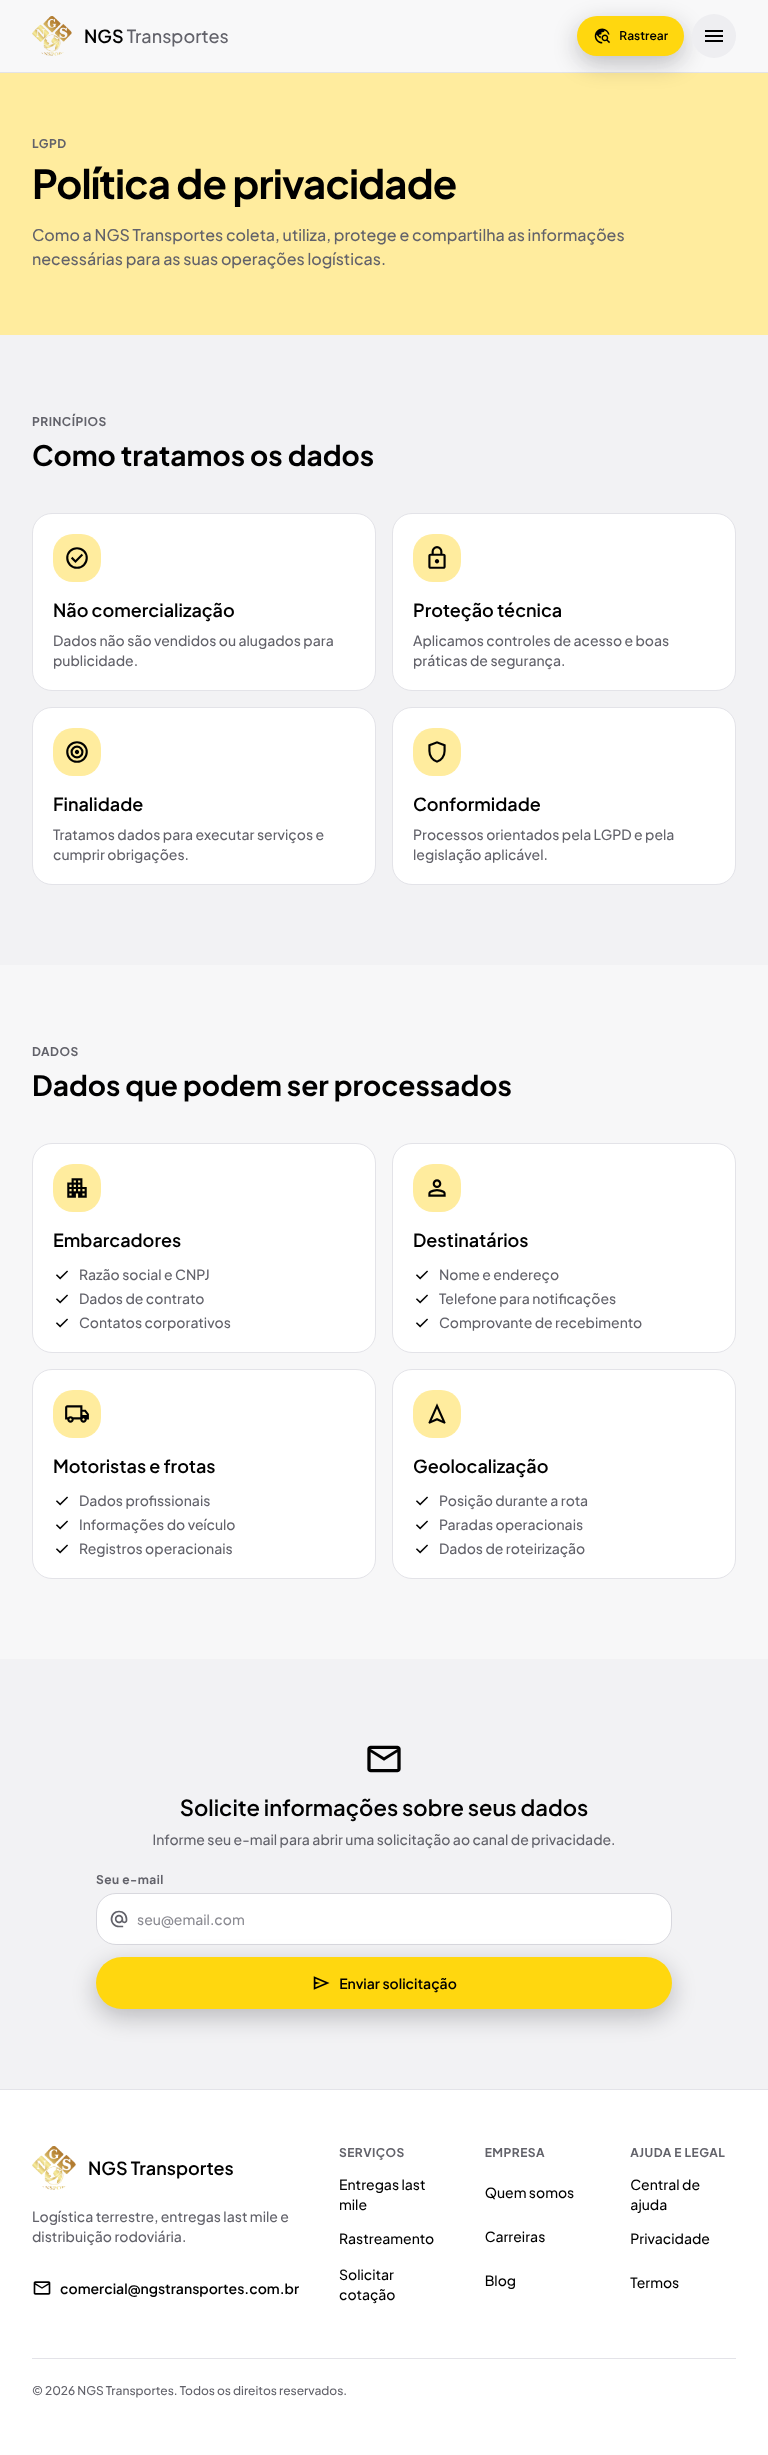 NGS Transportes
Rastrear
LGPD
Política de privacidade
Como a NGS Transportes coleta, utiliza, protege e compartilha as informações
necessárias para as suas operações logísticas.
PRINCÍPIOS
Como tratamos os dados
Não comercialização
Dados não são vendidos ou alugados para
publicidade.
Proteção técnica
Aplicamos controles de acesso e boas
práticas de segurança.
Finalidade
Tratamos dados para executar serviços e
cumprir obrigações.
Conformidade
Processos orientados pela LGPD e pela
legislação aplicável.
DADOS
Dados que podem ser processados
Embarcadores
Razão social e CNPJ
Dados de contrato
Contatos corporativos
Destinatários
Nome e endereço
Telefone para notificações
Comprovante de recebimento
Motoristas e frotas
Dados profissionais
Informações do veículo
Registros operacionais
Geolocalização
Posição durante a rota
Paradas operacionais
Dados de roteirização
Solicite informações sobre seus dados
Informe seu e-mail para abrir uma solicitação ao canal de privacidade.
Seu e-mail
seu@email.com
Enviar solicitação
NGS Transportes
Logística terrestre, entregas last mile e
distribuição rodoviária.
comercial@ngstransportes.com.br
SERVIÇOS
Entregas last
mile
Rastreamento
Solicitar
cotação
EMPRESA
Quem somos
Carreiras
Blog
AJUDA E LEGAL
Central de
ajuda
Privacidade
Termos
© 2026 NGS Transportes. Todos os direitos reservados.